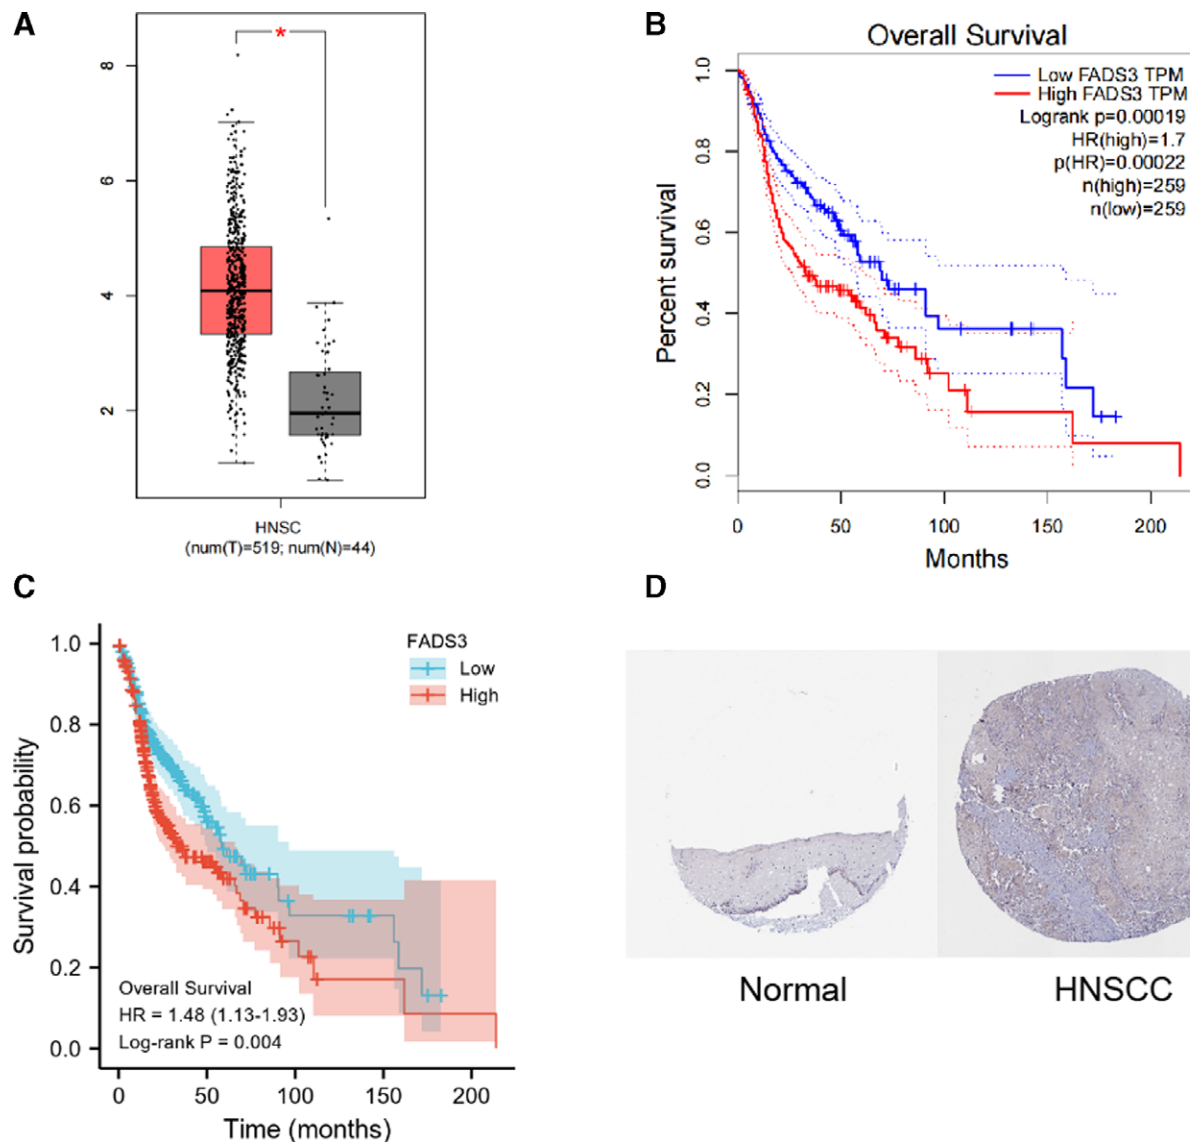 A
*
8
6
4
2
HNSC
(num(T)=519; num(N)=44)
B
Overall Survival
Low FADS3 TPM
High FADS3 TPM
Logrank p=0.00019
HR(high)=1.7
p(HR)=0.00022
n(high)=259
n(low)=259
Percent survival
1.0
0.8
0.6
0.4
0.2
0.0
0 50 100 150 200
Months
C
FADS3
Low
High
Survival probability
1.0
0.8
0.6
0.4
0.2
0.0
Overall Survival
HR = 1.48 (1.13-1.93)
Log-rank P = 0.004
0 50 100 150 200
Time (months)
D
Normal HNSCC